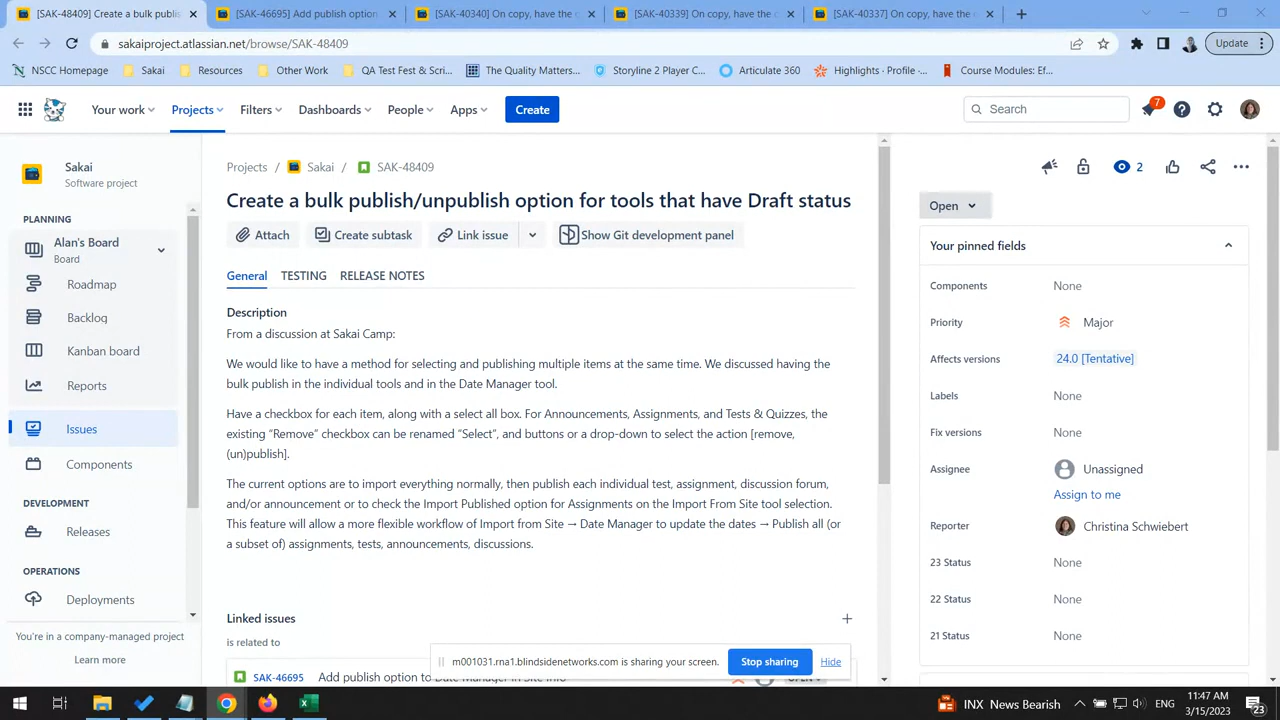 [SAK-48409] Add bulk publis
[SAK-46695] Add publish option
[SAK-40340] On copy, have the q
[SAK-40339] On copy, have the q
[SAK-40337] On copy, have the q
sakaiproject.atlassian.net/browse/SAK-48409
Update
NSCC Homepage
Sakai
Resources
Other Work
QA Test Fest & Scri...
The Quality Matters...
Storyline 2 Player C...
Articulate 360
Highlights · Profile -...
Course Modules: Ef...
Your work
Projects
Filters
Dashboards
People
Apps
Create
Search
7
Sakai
Software project
PLANNING
Alan's Board
Board
Roadmap
Backlog
Kanban board
Reports
Issues
Components
DEVELOPMENT
Releases
OPERATIONS
Deployments
You're in a company-managed project
Learn more
Projects / Sakai / SAK-48409
Create a bulk publish/unpublish option for tools that have Draft status
Attach
Create subtask
Link issue
Show Git development panel
General
TESTING
RELEASE NOTES
Description
From a discussion at Sakai Camp:
We would like to have a method for selecting and publishing multiple items at the same time. We discussed having the
bulk publish in the individual tools and in the Date Manager tool.
Have a checkbox for each item, along with a select all box. For Announcements, Assignments, and Tests & Quizzes, the
existing “Remove” checkbox can be renamed “Select”, and buttons or a drop-down to select the action [remove,
(un)publish].
The current options are to import everything normally, then publish each individual test, assignment, discussion forum,
and/or announcement or to check the Import Published option for Assignments on the Import From Site tool selection.
This feature will allow a more flexible workflow of Import from Site → Date Manager to update the dates → Publish all (or
a subset of) assignments, tests, announcements, discussions.
Linked issues
is related to
SAK-46695 Add publish option to Date Manager in Site Info
OPEN
m001031.rna1.blindsidenetworks.com is sharing your screen.
Stop sharing
Hide
2
Open
Your pinned fields
Components None
Priority Major
Affects versions 24.0 [Tentative]
Labels None
Fix versions None
Assignee Unassigned
Assign to me
Reporter Christina Schwiebert
23 Status None
22 Status None
21 Status None
INX News Bearish
ENG
11:47 AM
3/15/2023
23